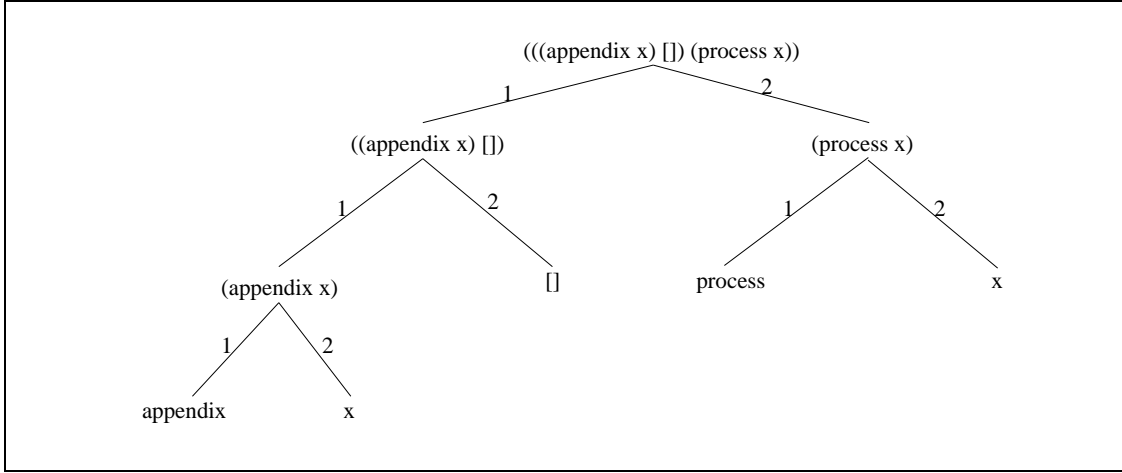 (((appendix x) []) (process x))
1 2
((appendix x) []) (process x)
1 2 1 2
(appendix x) [] process x
1 2
appendix x